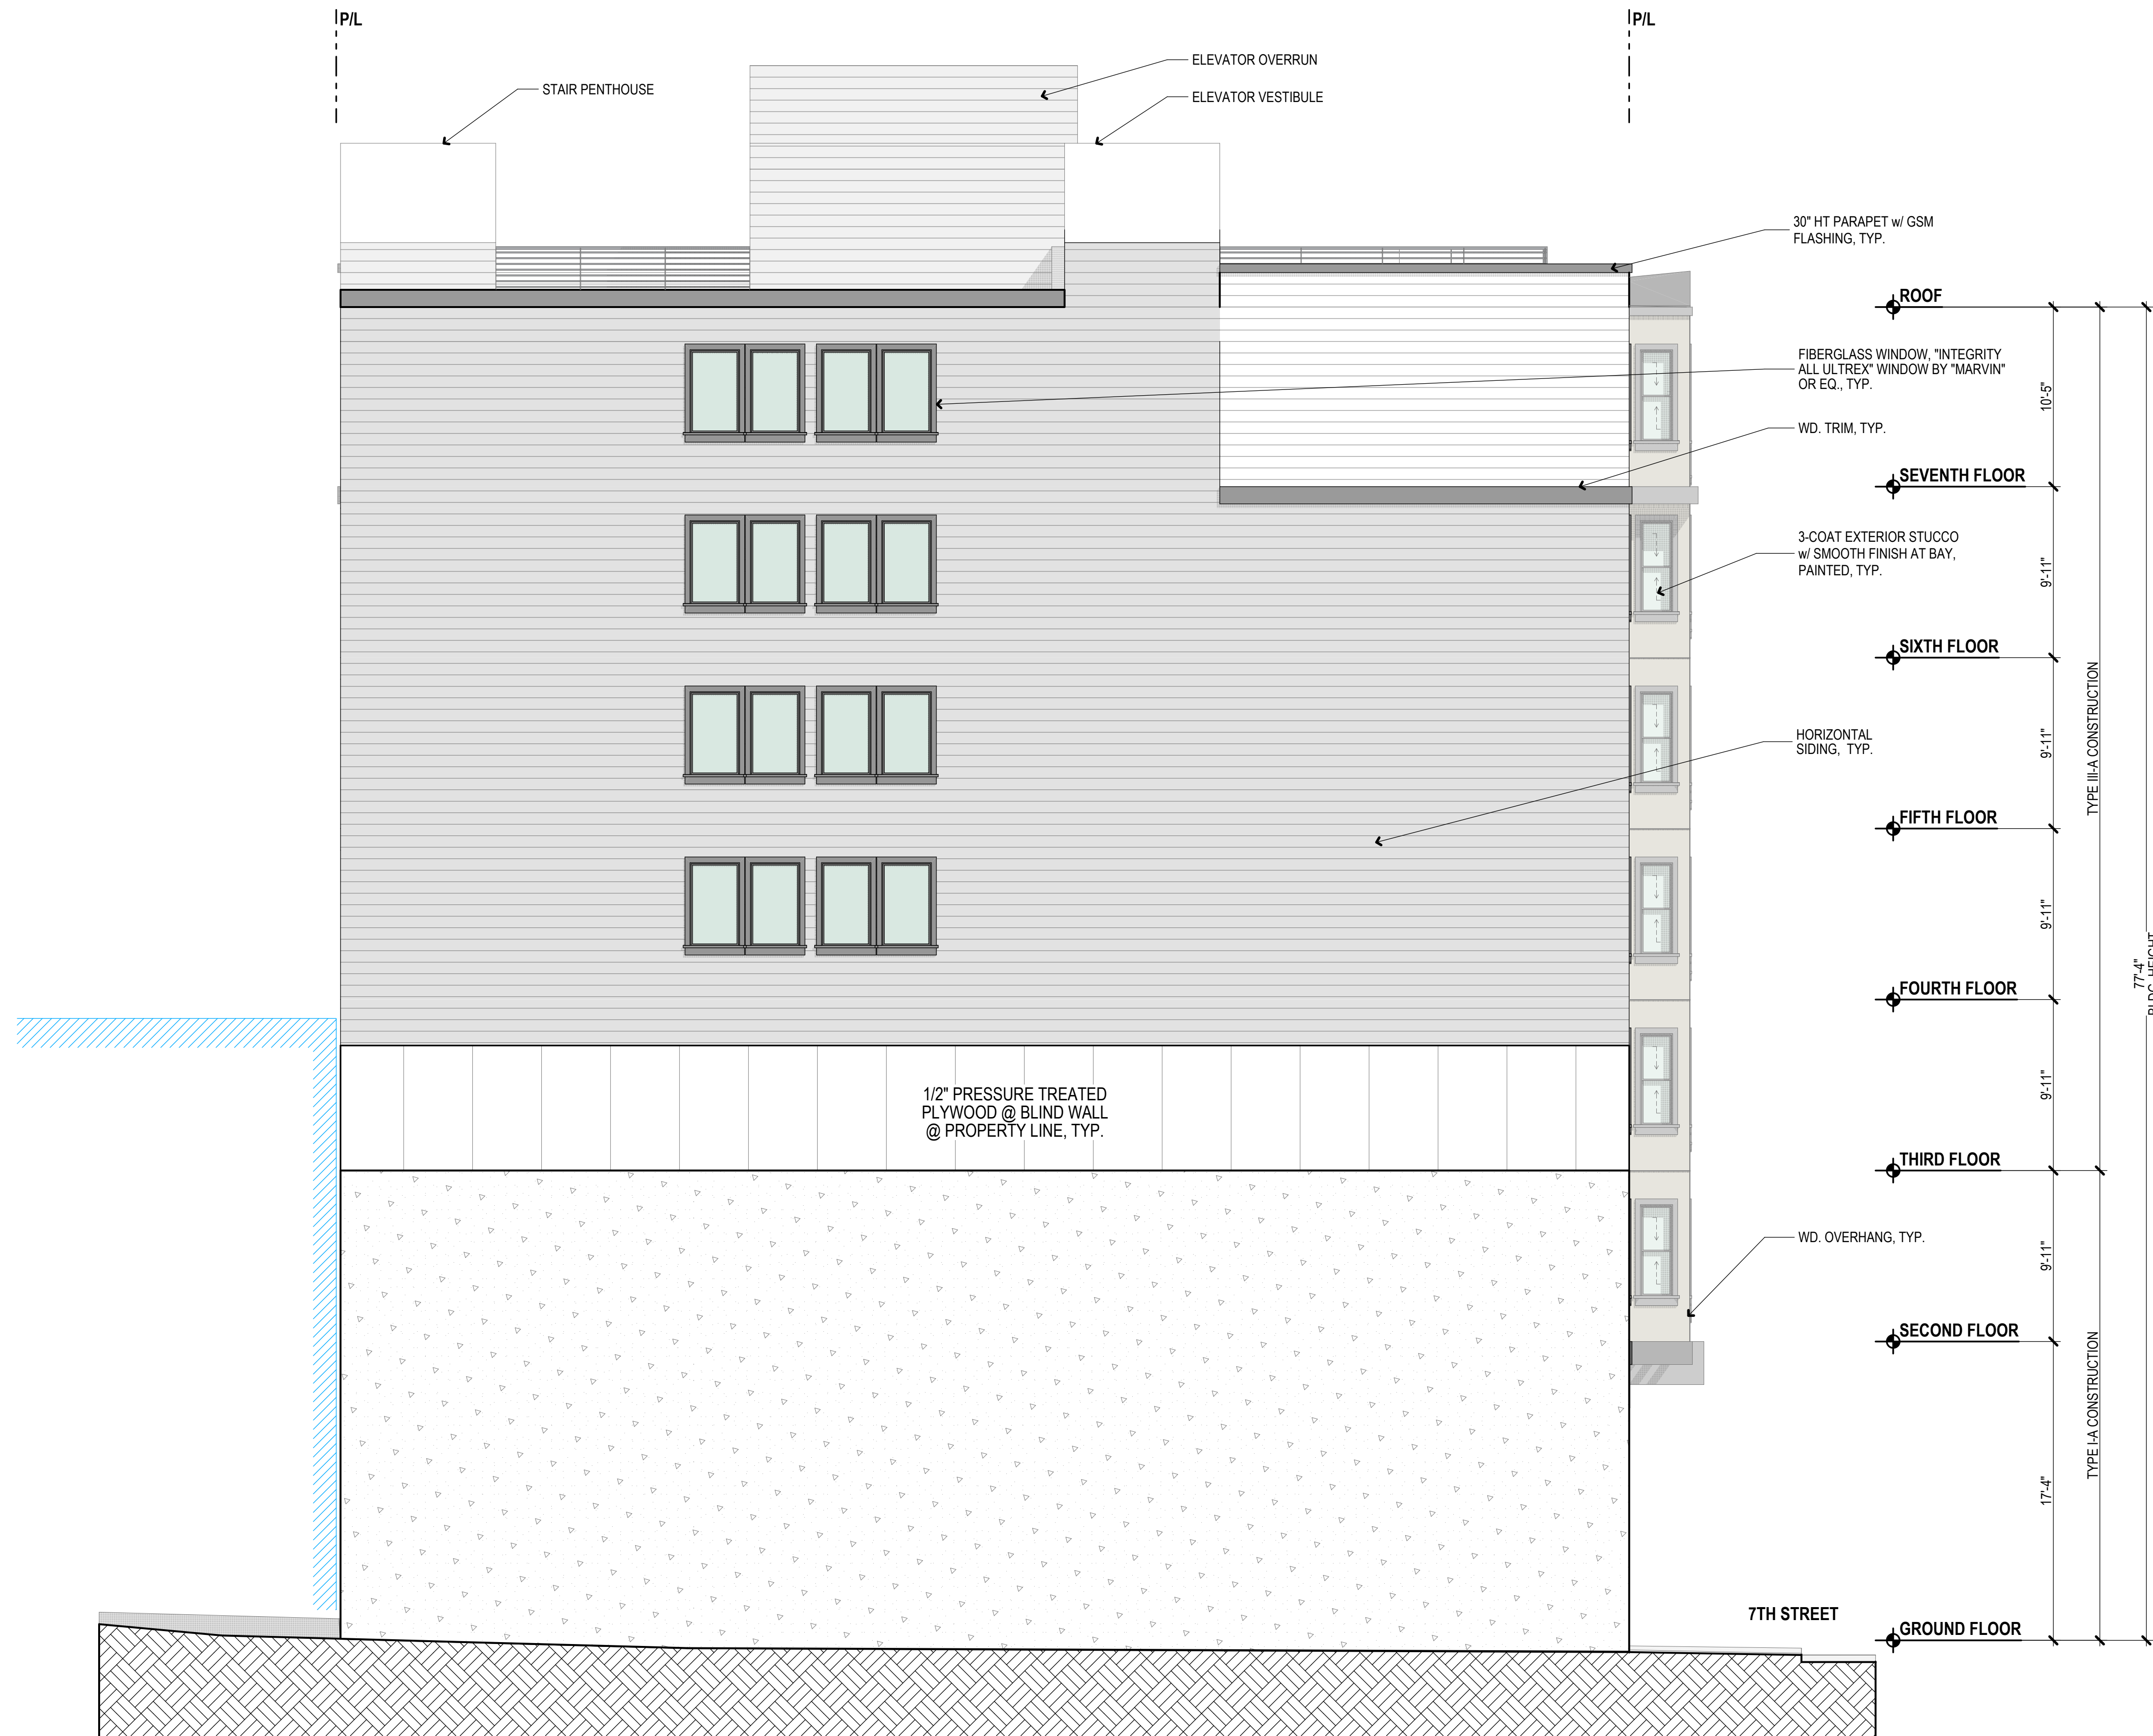 P/L
P/L
ELEVATOR OVERRUN
STAIR PENTHOUSE
ELEVATOR VESTIBULE
30" HT PARAPET w/ GSM
FLASHING, TYP.
ROOF
FIBERGLASS WINDOW, "INTEGRITY
ALL ULTREX" WINDOW BY "MARVIN"
OR EQ., TYP.
10'-5"
WD. TRIM, TYP.
SEVENTH FLOOR
3-COAT EXTERIOR STUCCO
w/ SMOOTH FINISH AT BAY,
PAINTED, TYP.
9'-11"
SIXTH FLOOR
TYPE III-A CONSTRUCTION
HORIZONTAL
SIDING, TYP.
9'-11"
FIFTH FLOOR
9'-11"
77'-4"
BLDG. HEIGHT
FOURTH FLOOR
9'-11"
1/2" PRESSURE TREATED
PLYWOOD @ BLIND WALL
@ PROPERTY LINE, TYP.
THIRD FLOOR
WD. OVERHANG, TYP.
9'-11"
SECOND FLOOR
TYPE I-A CONSTRUCTION
17'-4"
7TH STREET
GROUND FLOOR